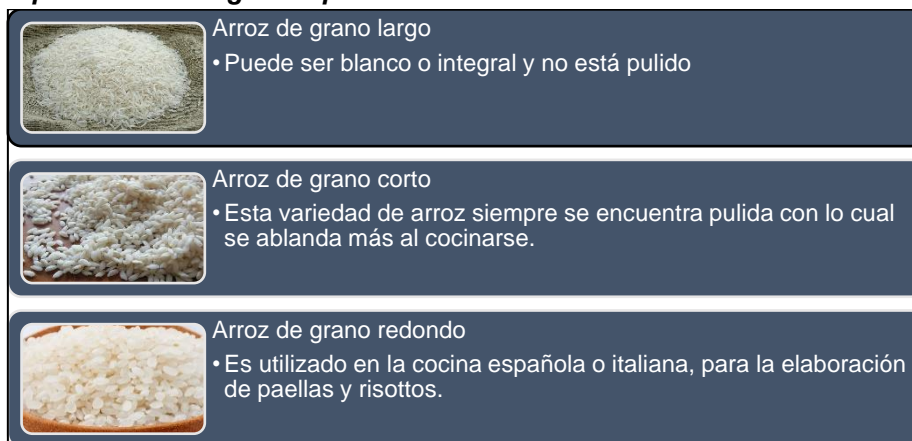 Arroz de grano largo
• Puede ser blanco o integral y no está pulido
Arroz de grano corto
• Esta variedad de arroz siempre se encuentra pulida con lo cual
se ablanda más al cocinarse.
Arroz de grano redondo
• Es utilizado en la cocina española o italiana, para la elaboración
de paellas y risottos.